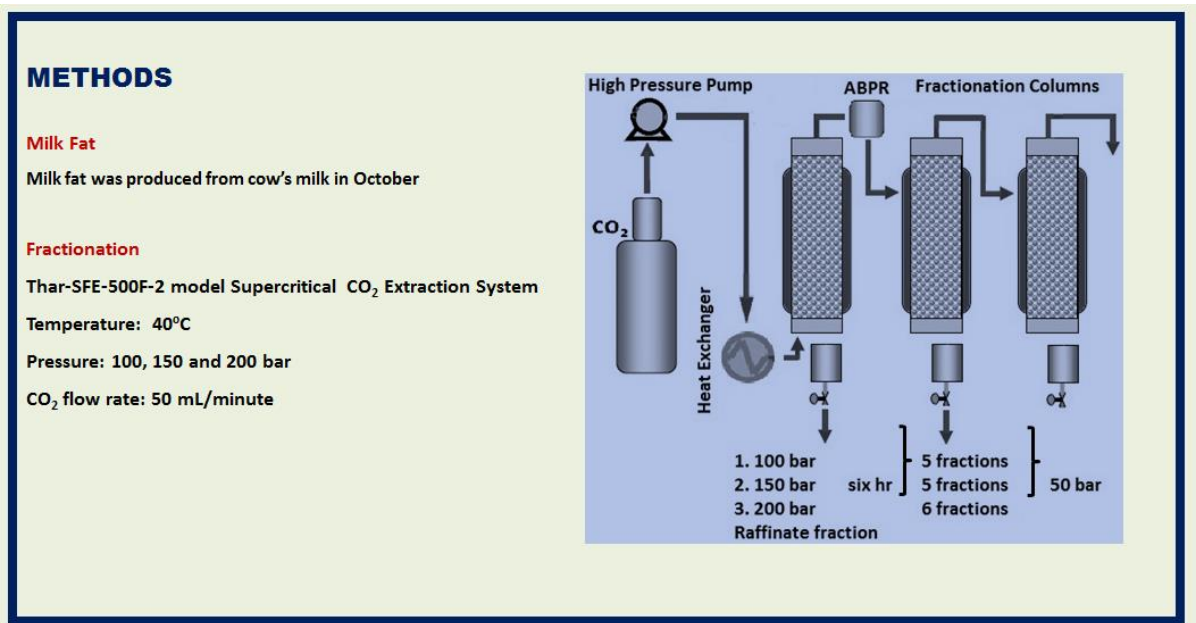 METHODS
Milk Fat
Milk fat was produced from cow's milk in October
Fractionation
Thar-SFE-500F-2 model Supercritical CO₂ Extraction System
Temperature: 40°C
Pressure: 100, 150 and 200 bar
CO₂ flow rate: 50 mL/minute
High Pressure Pump
ABPR
Fractionation Columns
CO₂
Heat Exchanger
1. 100 bar
2. 150 bar
3. 200 bar
Raffinate fraction
six hr
5 fractions
5 fractions
6 fractions
50 bar